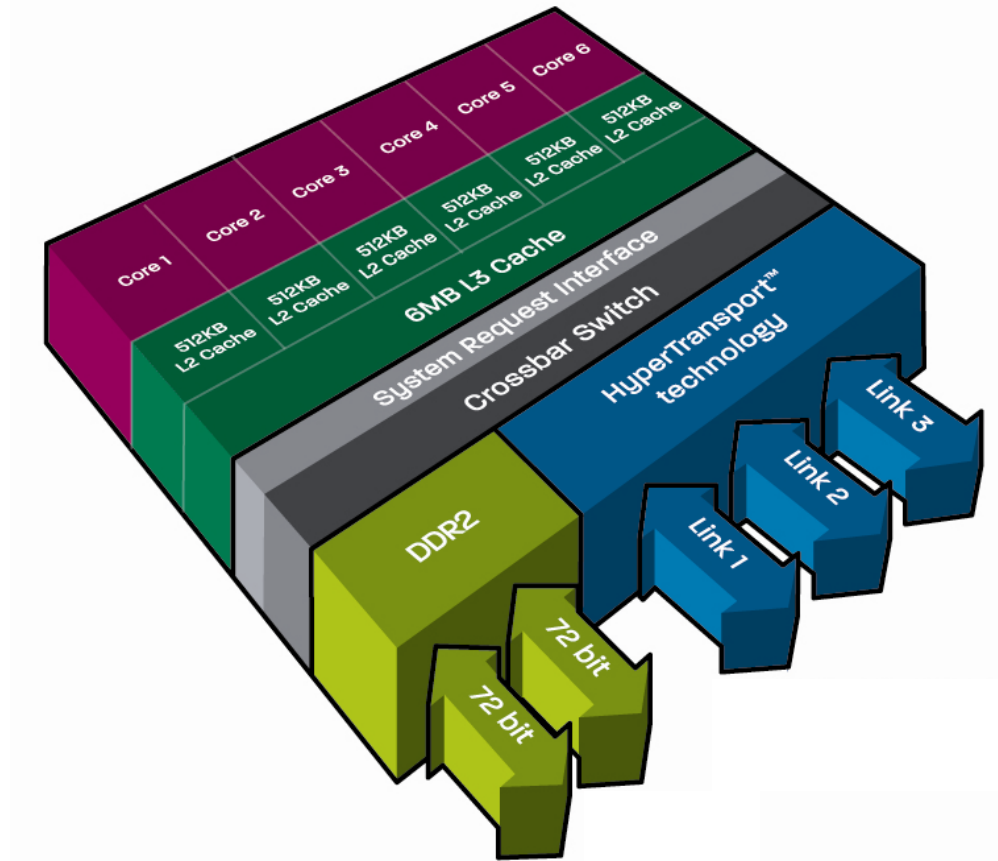 Core 1
Core 2
Core 3
Core 4
Core 5
Core 6
512KB
L2 Cache
512KB
L2 Cache
512KB
L2 Cache
512KB
L2 Cache
512KB
L2 Cache
512KB
L2 Cache
6MB L3 Cache
System Request Interface
Crossbar Switch
HyperTransport™
technology
Link 1
Link 2
Link 3
DDR2
72 bit
72 bit